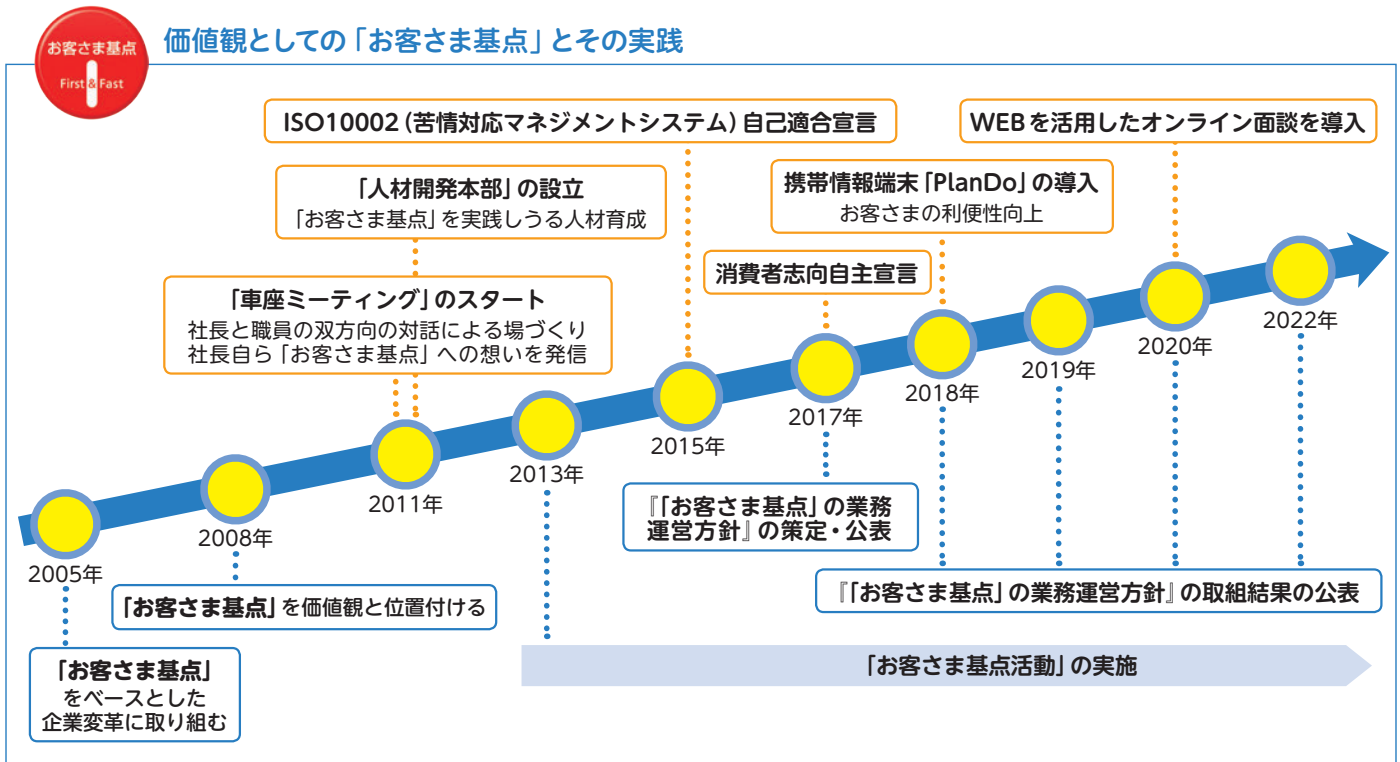 お客さま基点
First & Fast
価値観としての「お客さま基点」とその実践
ISO10002（苦情対応マネジメントシステム）自己適合宣言
WEBを活用したオンライン面談を導入
「人材開発本部」の設立
「お客さま基点」を実践しうる人材育成
携帯情報端末「PlanDo」の導入
お客さまの利便性向上
消費者志向自主宣言
「車座ミーティング」のスタート
社長と職員の双方向の対話による場づくり
社長自ら「お客さま基点」への想いを発信
2005年
2008年
2011年
2013年
2015年
2017年
2018年
2019年
2020年
2022年
「お客さま基点」
をベースとした
企業変革に取り組む
「お客さま基点」を価値観と位置付ける
『「お客さま基点」の業務
運営方針』の策定・公表
『「お客さま基点」の業務運営方針』の取組結果の公表
「お客さま基点活動」の実施